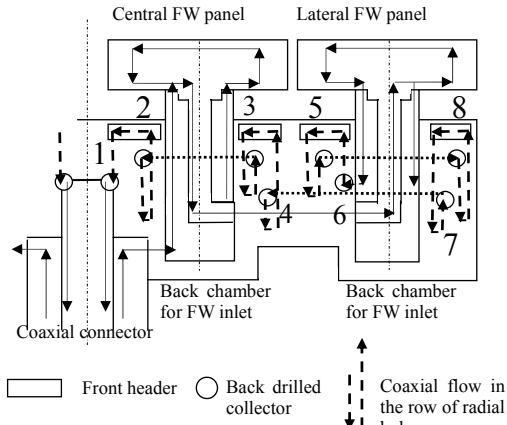 Central FW panel
Lateral FW panel
2
3
5
8
1
4
6
7
Back chamber
for FW inlet
Back chamber
for FW inlet
Coaxial connector
Front header
Back drilled
collector
Coaxial flow in
the row of radial